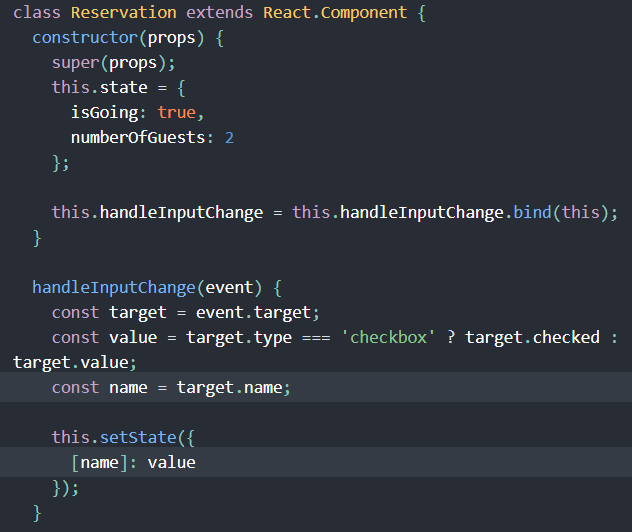 class Reservation extends React.Component {
  constructor(props) {
    super(props);
    this.state = {
      isGoing: true,
      numberOfGuests: 2
    };

    this.handleInputChange = this.handleInputChange.bind(this);
  }

  handleInputChange(event) {
    const target = event.target;
    const value = target.type === 'checkbox' ? target.checked :
target.value;
    const name = target.name;

    this.setState({
      [name]: value
    });
  }